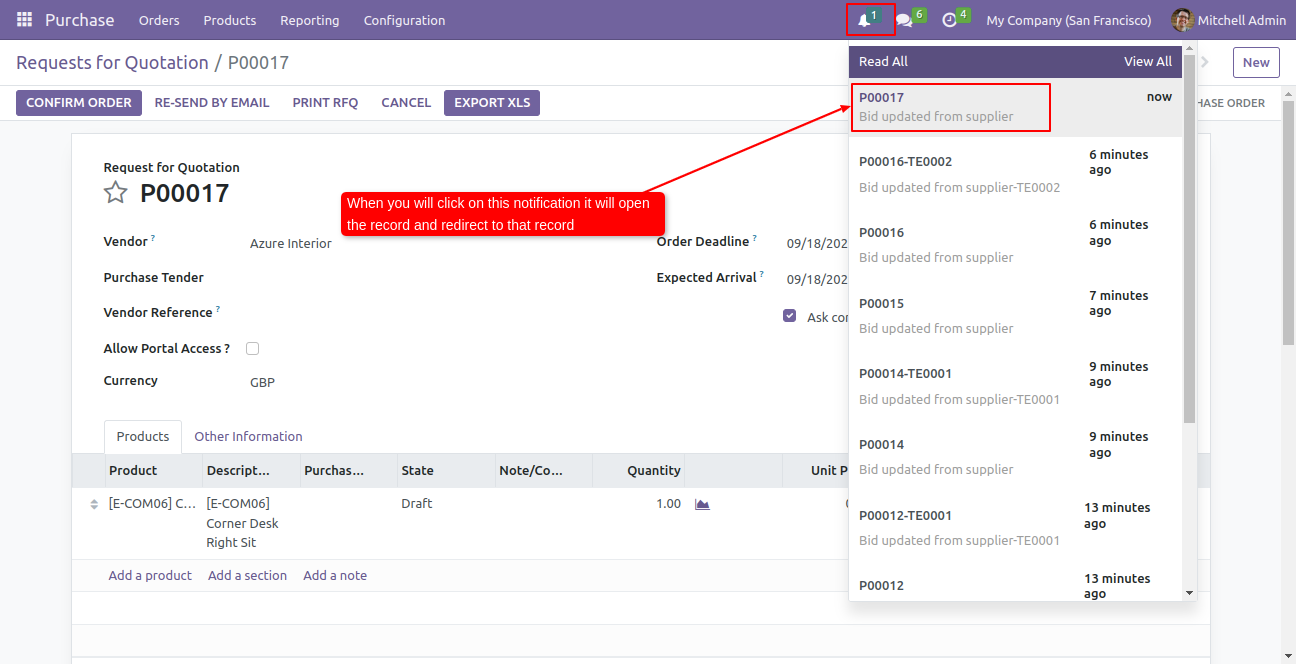 Purchase Orders Products Reporting Configuration 1 6 4 My Company (San Francisco) Mitchell Admin
Requests for Quotation / P00017
New
CONFIRM ORDER RE-SEND BY EMAIL PRINT RFQ CANCEL EXPORT XLS
HASE ORDER
Read All View All
P00017 now
Bid updated from supplier
P00016-TE0002 6 minutes
ago
Bid updated from supplier-TE0002
P00016 6 minutes
ago
Bid updated from supplier
P00015 7 minutes
ago
Bid updated from supplier
P00014-TE0001 9 minutes
ago
Bid updated from supplier-TE0001
P00014 9 minutes
ago
Bid updated from supplier
P00012-TE0001 13 minutes
ago
Bid updated from supplier-TE0001
P00012 13 minutes
ago
Request for Quotation
P00017
When you will click on this notification it will open
the record and redirect to that record
Vendor ? Azure Interior
Order Deadline ? 09/18/202
Purchase Tender
Expected Arrival ? 09/18/202
Vendor Reference ?
Ask con
Allow Portal Access ?
Currency GBP
Products Other Information
Product Descript... Purchas... State Note/Co... Quantity Unit P
[E-COM06] C... [E-COM06] Draft 1.00
Corner Desk
Right Sit
Add a product Add a section Add a note